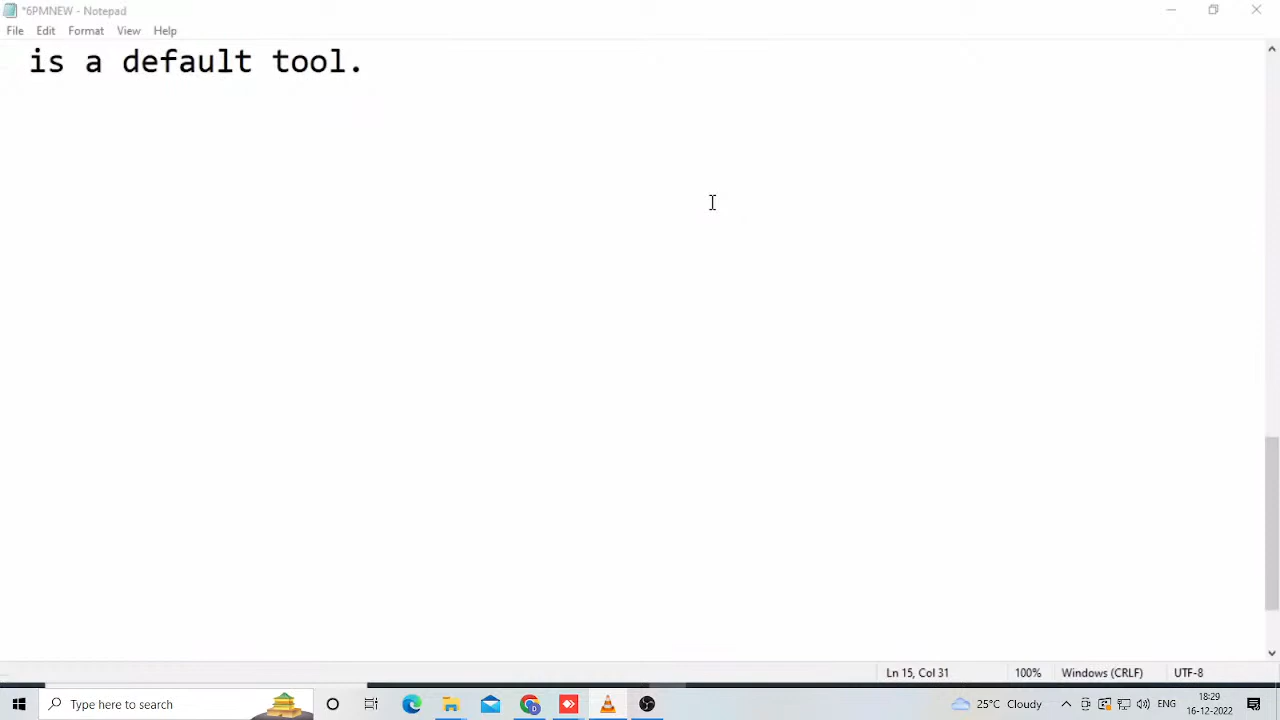 *6PMNEW - Notepad
File Edit Format View Help
is a default tool.
Ln 15, Col 31 100% Windows (CRLF) UTF-8
Type here to search
25°C Cloudy
ENG
18:29
16-12-2022